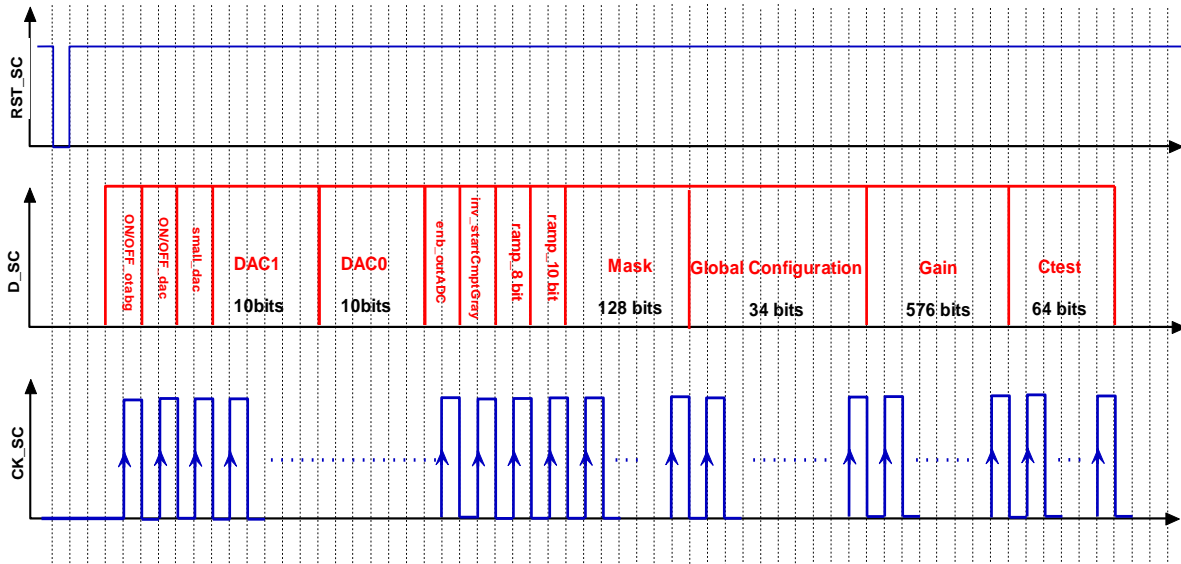 RST_SC
D_SC
ON/OFF_otabg
ON/OFF_dac
small_dac
DAC1
10bits
DAC0
10bits
enb_outADC
inv_startCmptGray
ramp_8.bit
ramp_10.bit
Mask
128 bits
Global Configuration
34 bits
Gain
576 bits
Ctest
64 bits
CK_SC